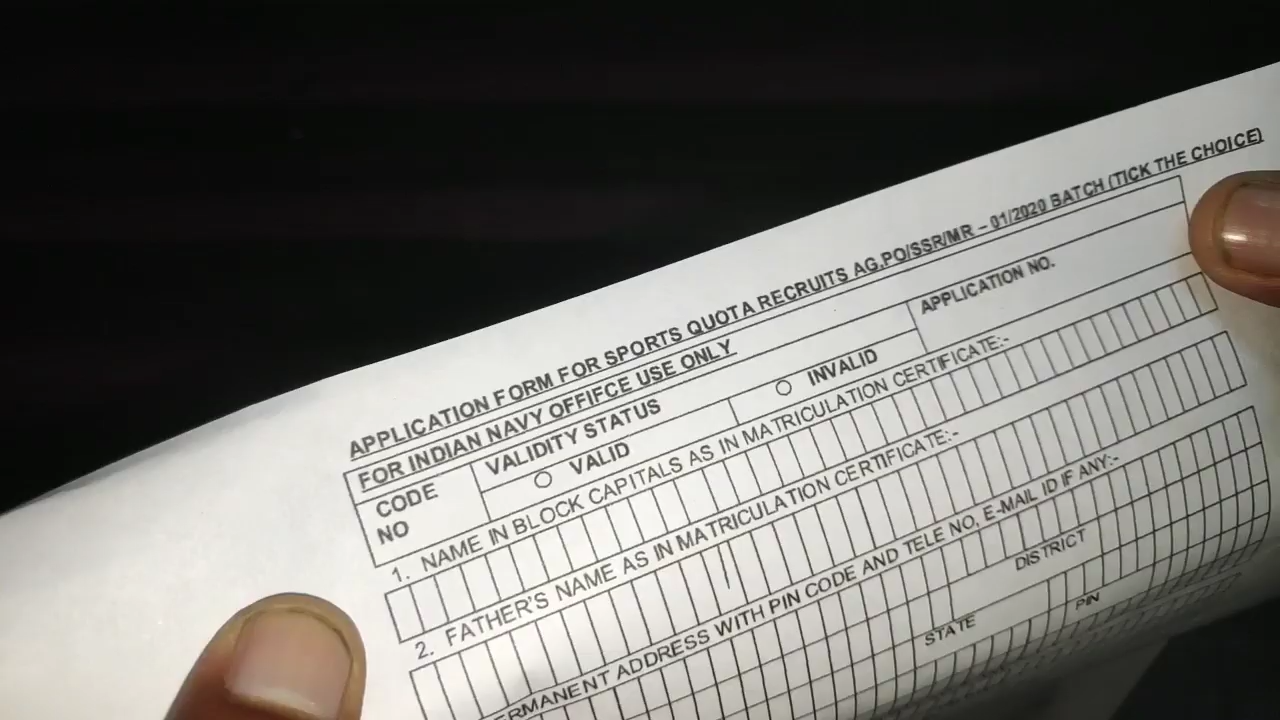 APPLICATION FORM FOR SPORTS QUOTA RECRUITS AG.PO/SSR/MR – 01/2020 BATCH (TICK THE CHOICE)
FOR INDIAN NAVY OFFIFCE USE ONLY
CODE NO
VALIDITY STATUS
APPLICATION NO.
VALID
INVALID
1. NAME IN BLOCK CAPITALS AS IN MATRICULATION CERTIFICATE:-
2. FATHER'S NAME AS IN MATRICULATION CERTIFICATE:-
ERMANENT ADDRESS WITH PIN CODE AND TELE NO, E-MAIL ID IF ANY:-
DISTRICT
STATE
PIN